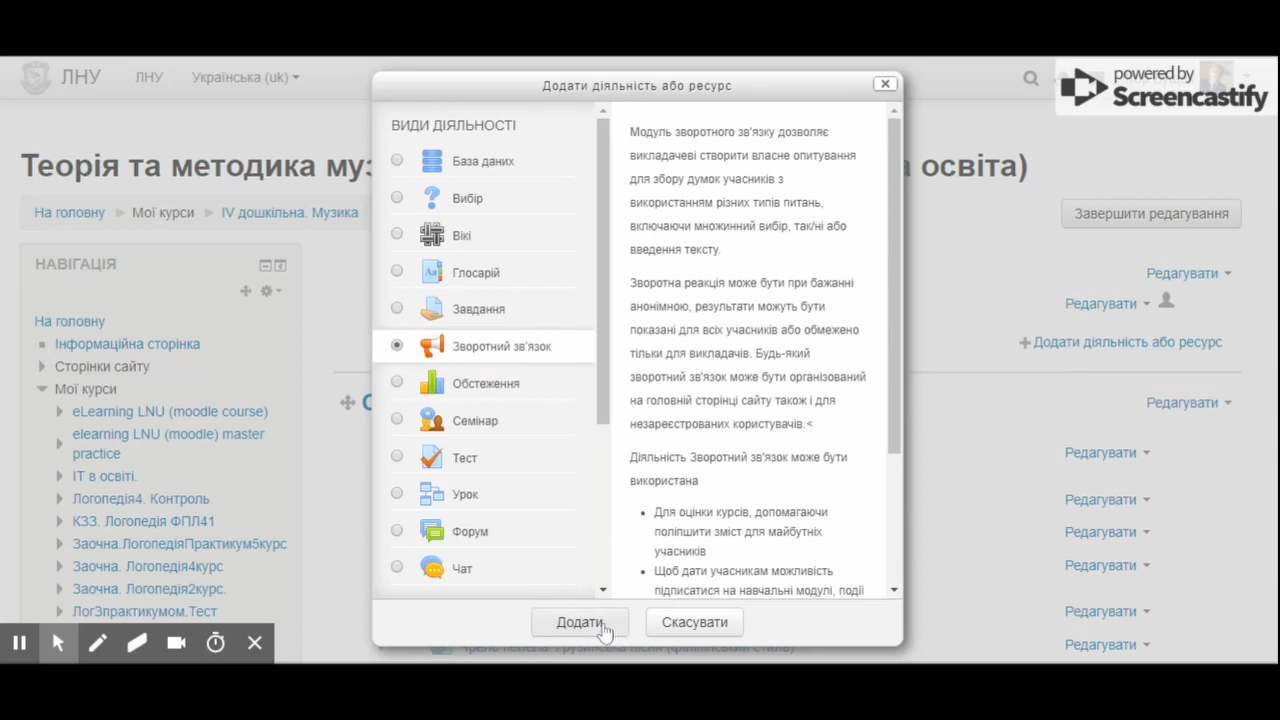 ЛНУ
ЛНУ
Українська (uk)
powered by
Screencastify
Теорія та методика муз
а освіта)
На головну
Мої курси
IV дошкільна. Музика
Завершити редагування
НАВІГАЦІЯ
На головну
Інформаційна сторінка
Сторінки сайту
Мої курси
eLearning LNU (moodle course)
elearning LNU (moodle) master
practice
ІТ в освіті.
Логопедія4. Контроль
КЗЗ. Логопедія ФПЛ41
Заочна.ЛогопедіяПрактикум5курс
Заочна. Логопедія4курс
Заочна. Логопедія2курс.
Лог3практикумом.Тест
Додати діяльність або ресурс
ВИДИ ДІЯЛЬНОСТІ
База даних
Вибір
Вікі
Глосарій
Завдання
Зворотний зв'язок
Обстеження
Семінар
Тест
Урок
Форум
Чат
Модуль зворотного зв'язку дозволяє
викладачеві створити власне опитування
для збору думок учасників з
використанням різних типів питань,
включаючи множинний вибір, так/ні або
введення тексту.
Зворотна реакція може бути при бажанні
анонімною, результати можуть бути
показані для всіх учасників або обмежено
тільки для викладачів. Будь-який
зворотній зв'язок може бути організований
на головній сторінці сайту також і для
незареєстрованих користувачів.<
Діяльність Зворотний зв'язок може бути
використана
• Для оцінки курсів, допомагаючи
поліпшити зміст для майбутніх
учасників
• Щоб дати учасникам можливість
підписатися на навчальні модулі, події
Додати
Скасувати
Редагувати
Редагувати
Додати діяльність або ресурс
Редагувати
Редагувати
Редагувати
Редагувати
Редагувати
Редагувати
Редагувати